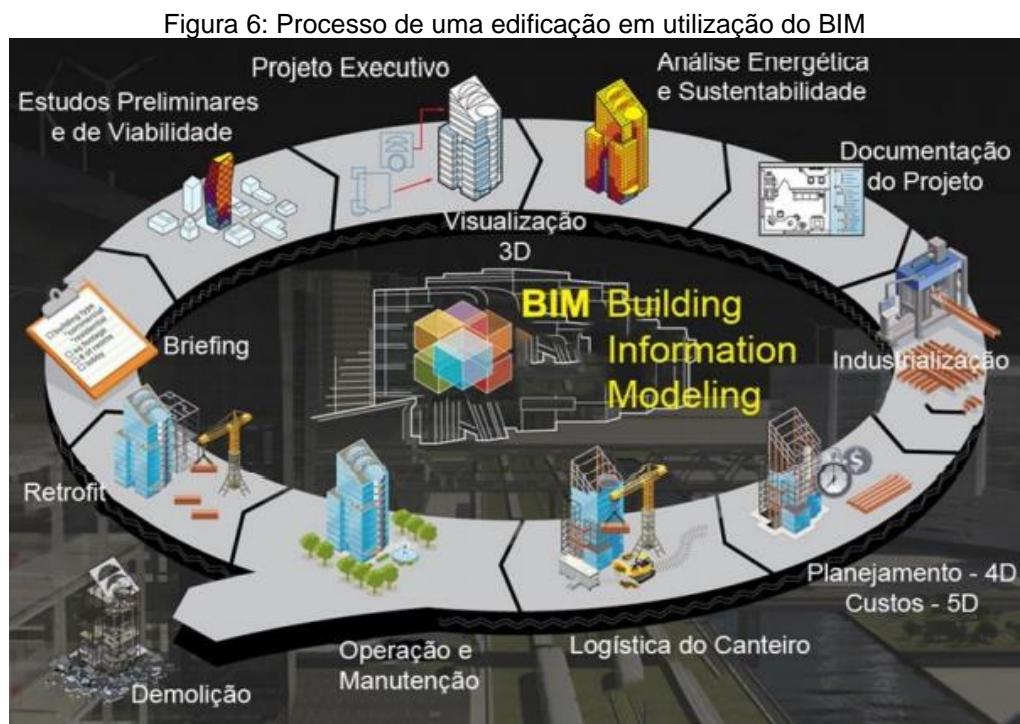 Figura 6: Processo de uma edificação em utilização do BIM
Projeto Executivo
Análise Energética
e Sustentabilidade
Estudos Preliminares
e de Viabilidade
Documentação
do Projeto
Visualização
3D
BIM Building
Information
Modeling
Briefing
building type
Industrialização
Retrofit
$
Planejamento - 4D
Custos - 5D
Logística do Canteiro
Operação e
Manutenção
Demolição